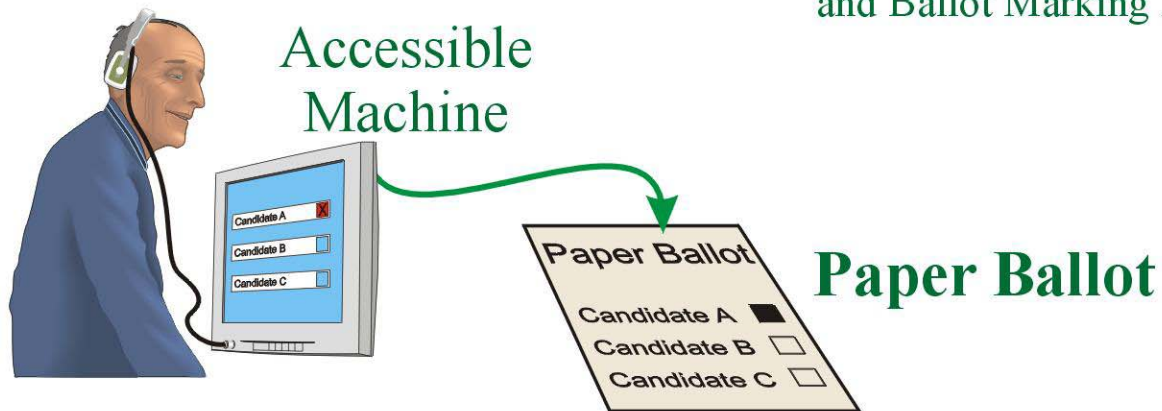 and Ballot Marking
Accessible
Machine
Candidate A X
Candidate B
Candidate C
Paper Ballot
Candidate A
Candidate B
Candidate C
Paper Ballot